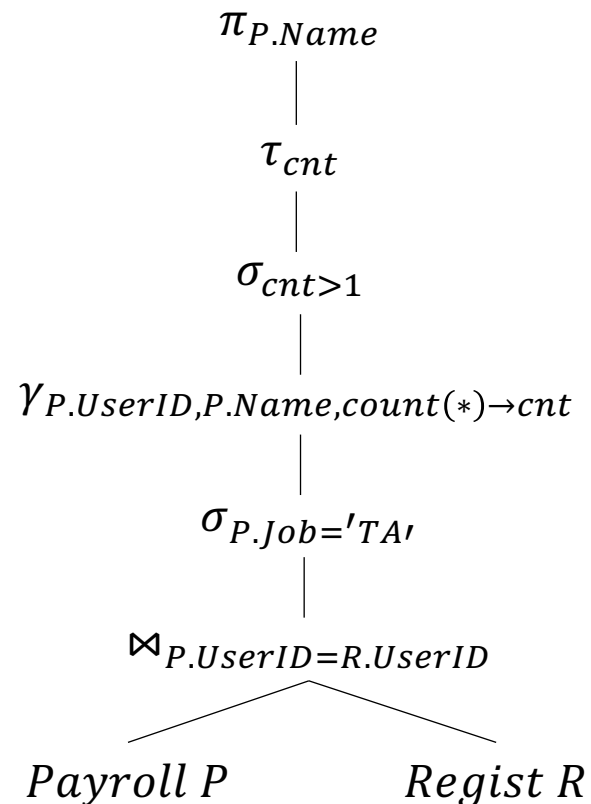 π_{P.Name}
τ_{cnt}
σ_{cnt>1}
γ_{P.UserID,P.Name,count(*)→cnt}
σ_{P.Job='TA'}
⋈_{P.UserID=R.UserID}
Payroll P Regist R